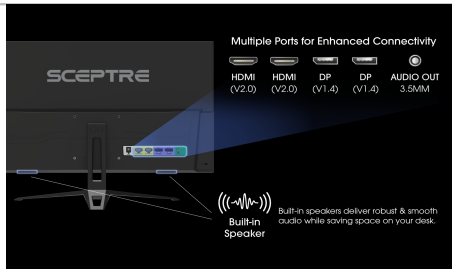 Multiple Ports for Enhanced Connectivity
SCEPTRE
HDMI HDMI DP DP AUDIO OUT
(V2.0) (V2.0) (V1.4) (V1.4) 3.5MM
Built-in
Speaker
Built-in speakers deliver robust & smooth
audio while saving space on your desk.